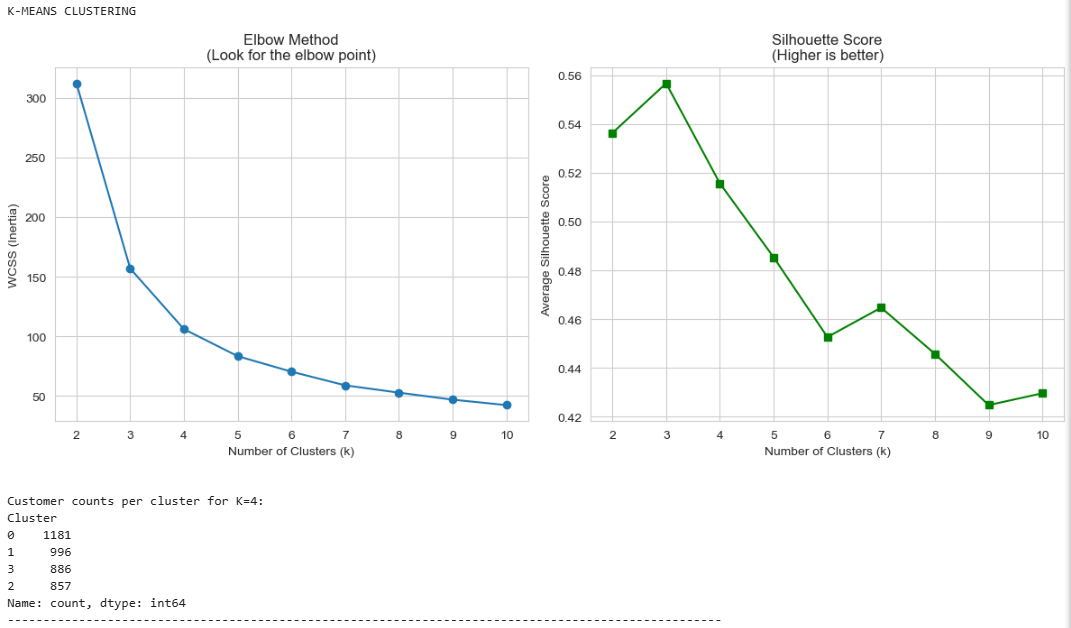 K-MEANS CLUSTERING
Elbow Method
(Look for the elbow point)
300
250
200
150
100
50
WCSS (Inertia)
2 3 4 5 6 7 8 9 10
Number of Clusters (k)
Silhouette Score
(Higher is better)
0.56
0.54
0.52
0.50
0.48
0.46
0.44
0.42
Average Silhouette Score
2 3 4 5 6 7 8 9 10
Number of Clusters (k)
Customer counts per cluster for K=4:
Cluster
0    1181
1     996
3     886
2     857
Name: count, dtype: int64
----------------------------------------------------------------------------------------------------